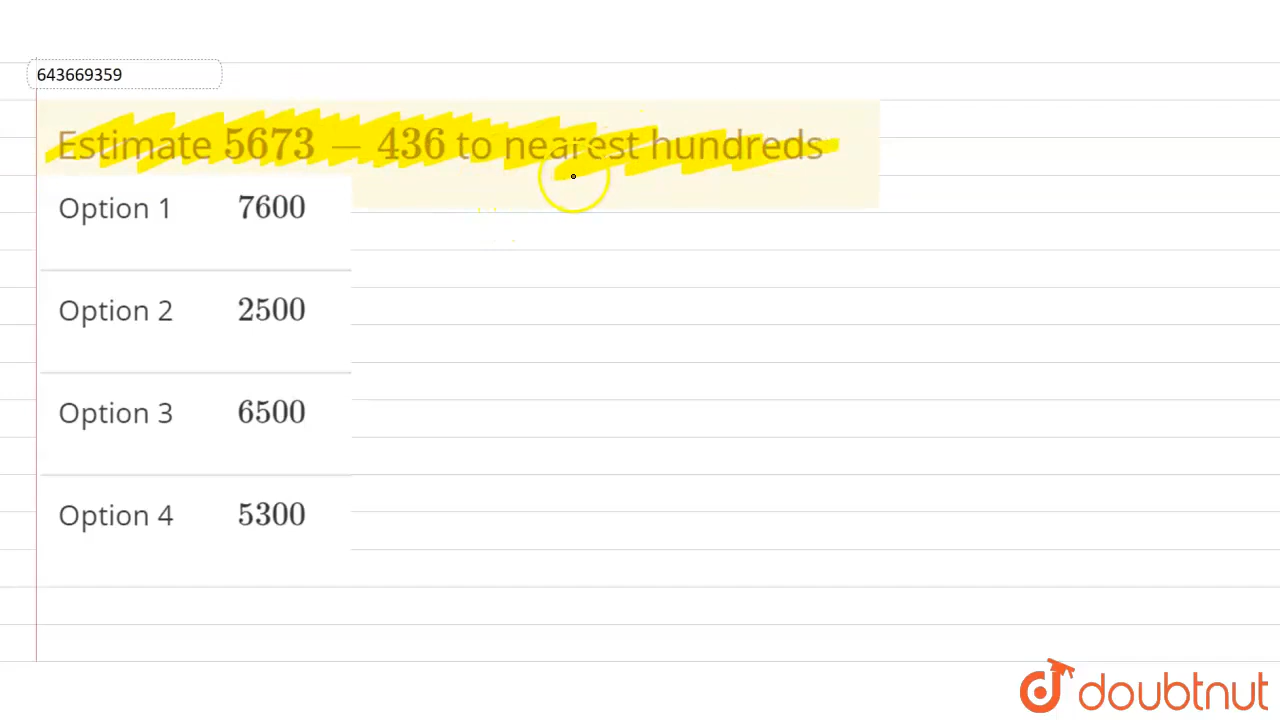 643669359
Estimate 5673 − 436 to nearest hundreds
Option 1 7600
Option 2 2500
Option 3 6500
Option 4 5300
doubtnut